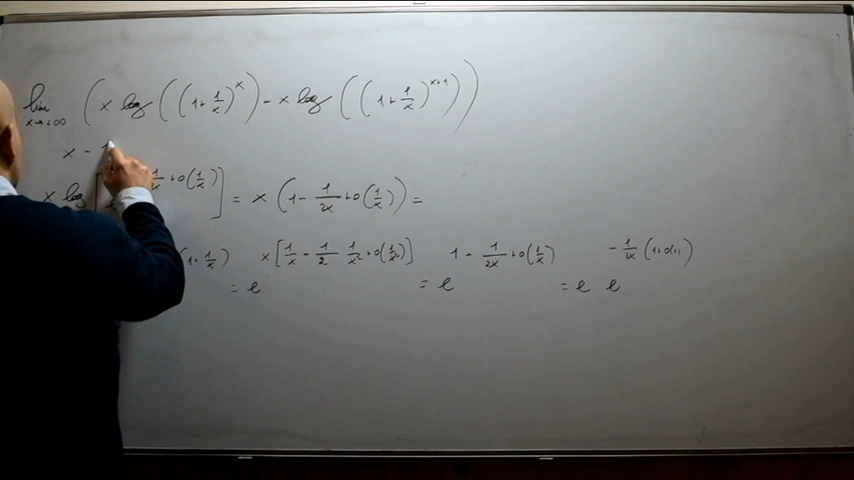 lim x→+∞ ( x log ( ( 1+ 1/x )^x ) - x log ( ( 1+ 1/x )^(x+1) ) )
x - 1
x log [ 1/x + o(1/x) ] = x ( 1 - 1/2x + o(1/x) ) =
(1+ 1/x) = e^(x [ 1/x - 1/2 1/x² + o(1/x²) ]) = e^(1 - 1/2x + o(1/x)) = e e^(- 1/2x (1+o(1)))